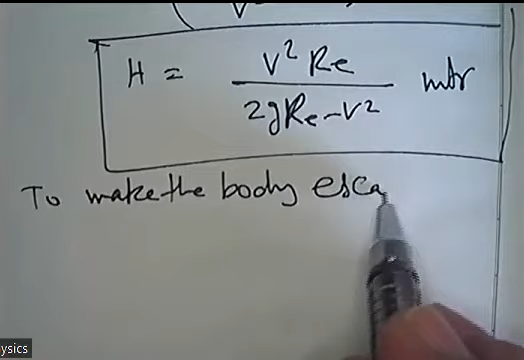 H = V² Re / 2gRe-V² mtr
To make the body esca
ysics